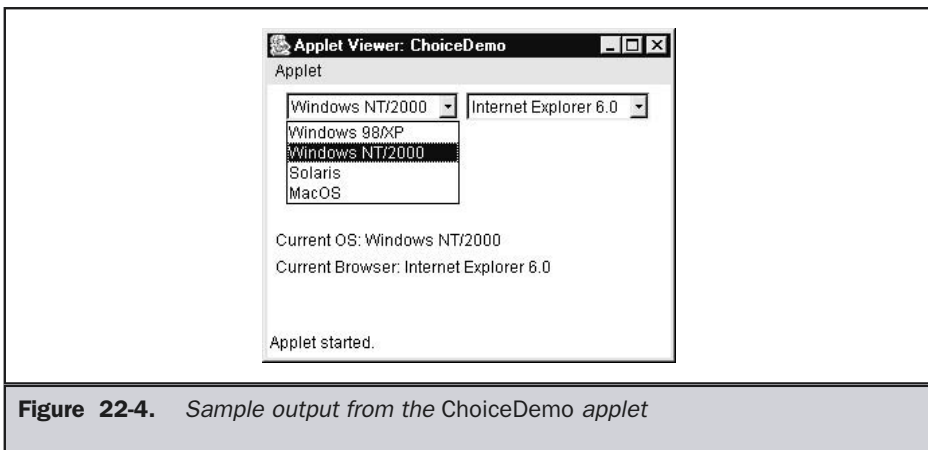 Applet Viewer: ChoiceDemo
Applet
Windows NT/2000 Internet Explorer 6.0
Windows 98/XP
Windows NT/2000
Solaris
MacOS
Current OS: Windows NT/2000
Current Browser: Internet Explorer 6.0
Applet started.
Figure 22-4. Sample output from the ChoiceDemo applet